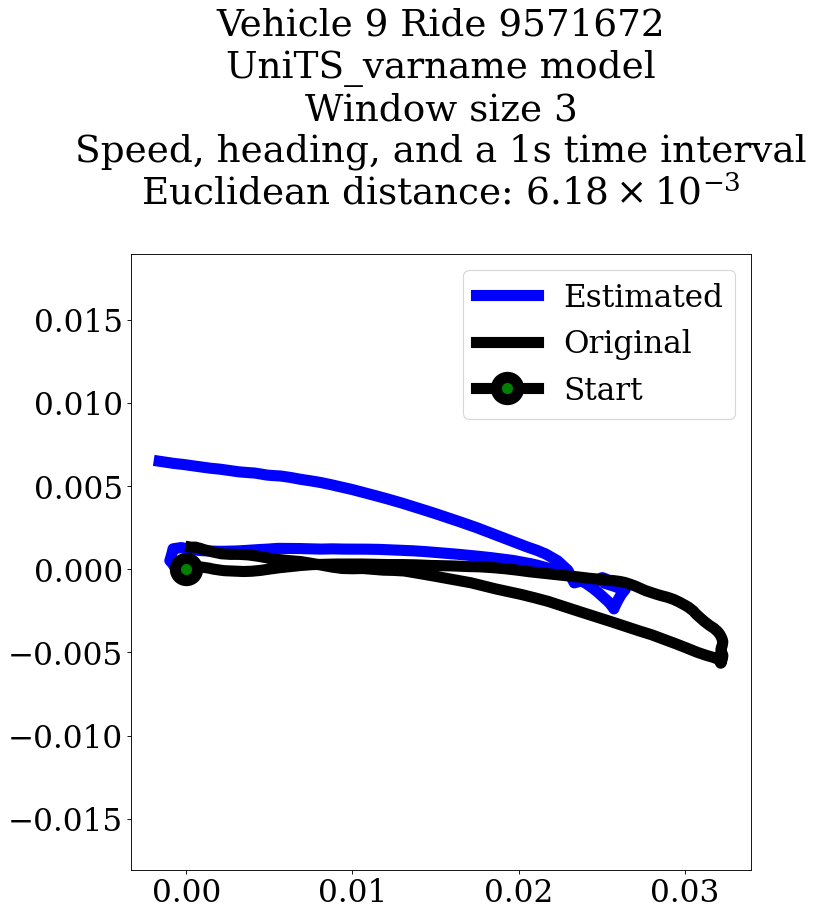 Vehicle 9 Ride 9571672
UniTS_varname model
Window size 3
Speed, heading, and a 1s time interval
Euclidean distance: 6.18 × 10⁻³
Estimated
Original
Start
0.015
0.010
0.005
0.000
−0.005
−0.010
−0.015
0.00 0.01 0.02 0.03